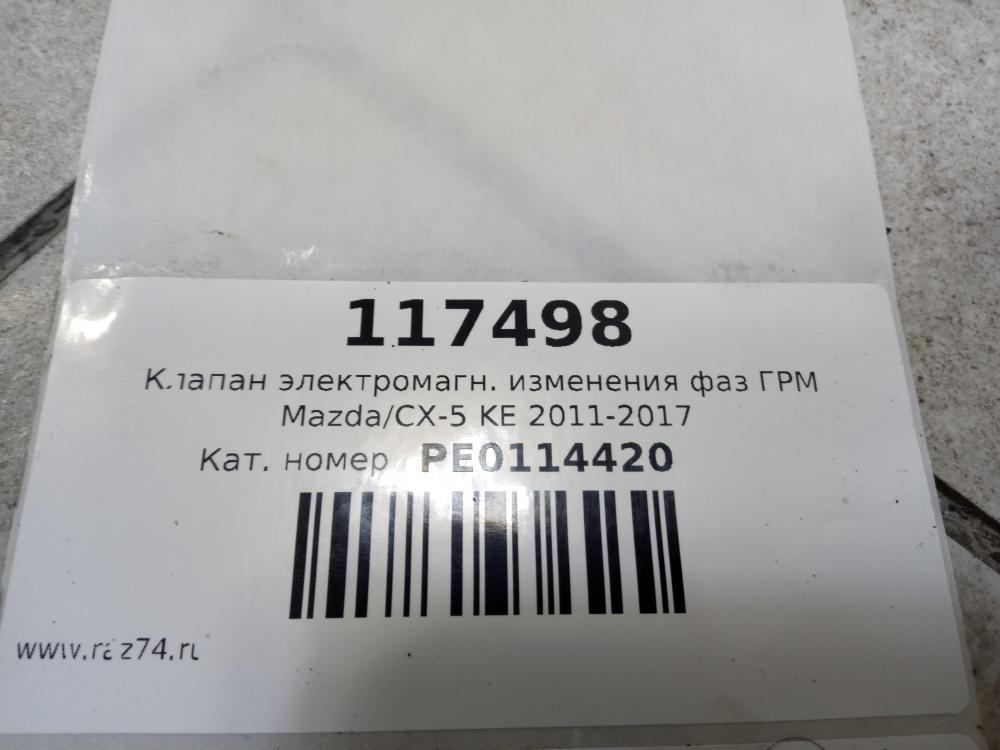 117498
Клапан электромагн. изменения фаз ГРМ
Mazda/CX-5 KE 2011-2017
Кат. номер PE0114420